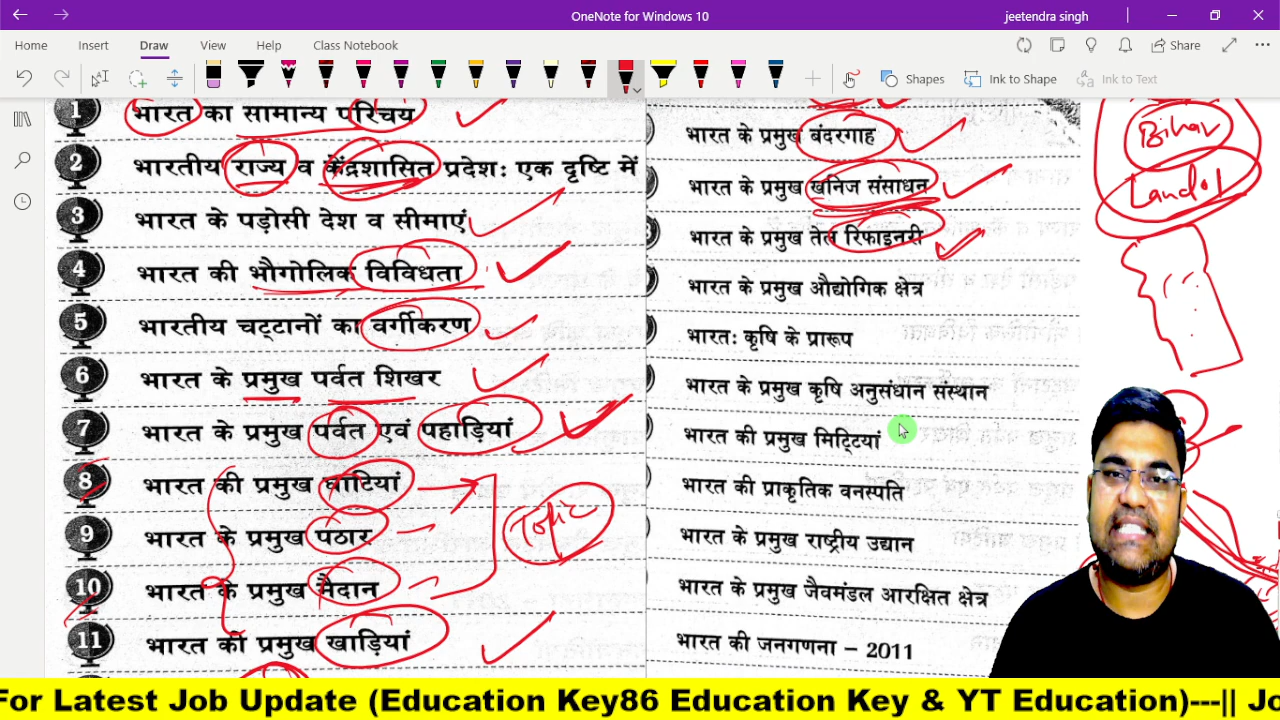 OneNote for Windows 10
jeetendra singh
Home Insert Draw View Help Class Notebook
Share
Shapes Ink to Shape Ink to Text
1 भारत का सामान्य परिचय
2 भारतीय राज्य व केंद्रशासित प्रदेश: एक दृष्टि में
3 भारत के पड़ोसी देश व सीमाएं
4 भारत की भौगोलिक विविधता
5 भारतीय चट्टानों का वर्गीकरण
6 भारत के प्रमुख पर्वत शिखर
7 भारत के प्रमुख पर्वत एवं पहाड़ियां
8 भारत की प्रमुख घाटियां
9 भारत के प्रमुख पठार
10 भारत के प्रमुख मैदान
11 भारत की प्रमुख खाड़ियां
Topic
भारत के प्रमुख बंदरगाह
भारत के प्रमुख खनिज संसाधन
भारत के प्रमुख तेल रिफाइनरी
भारत के प्रमुख औद्योगिक क्षेत्र
भारत: कृषि के प्रारूप
भारत के प्रमुख कृषि अनुसंधान संस्थान
भारत की प्रमुख मिट्टियां
भारत की प्राकृतिक वनस्पति
भारत के प्रमुख राष्ट्रीय उद्यान
भारत के प्रमुख जैवमंडल आरक्षित क्षेत्र
भारत की जनगणना – 2011
Bihar
For Latest Job Update (Education Key86 Education Key & YT Education)---|| Jo